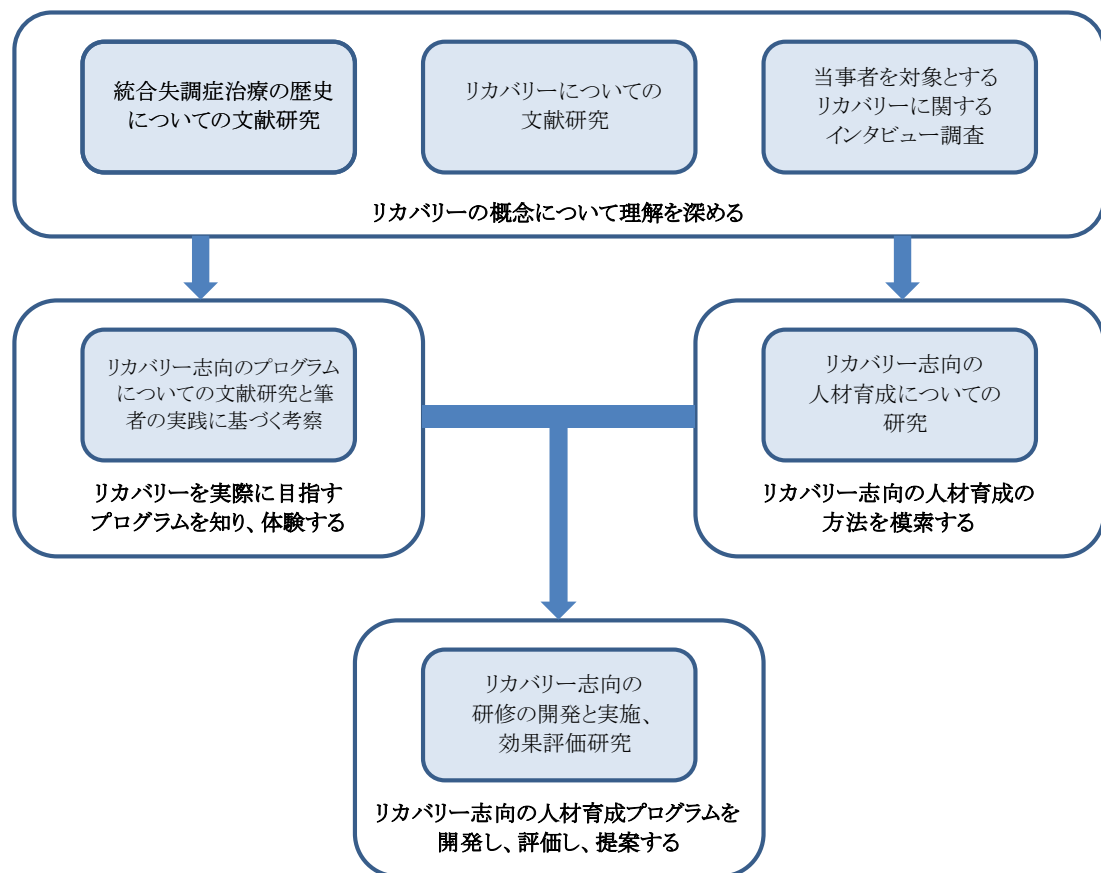 統合失調症治療の歴史
についての文献研究
リカバリーについての
文献研究
当事者を対象とする
リカバリーに関する
インタビュー調査
リカバリーの概念について理解を深める
リカバリー志向のプログラム
についての文献研究と筆
者の実践に基づく考察
リカバリーを実際に目指す
プログラムを知り、体験する
リカバリー志向の
人材育成についての
研究
リカバリー志向の人材育成の
方法を模索する
リカバリー志向の
研修の開発と実施、
効果評価研究
リカバリー志向の人材育成プログラムを
開発し、評価し、提案する